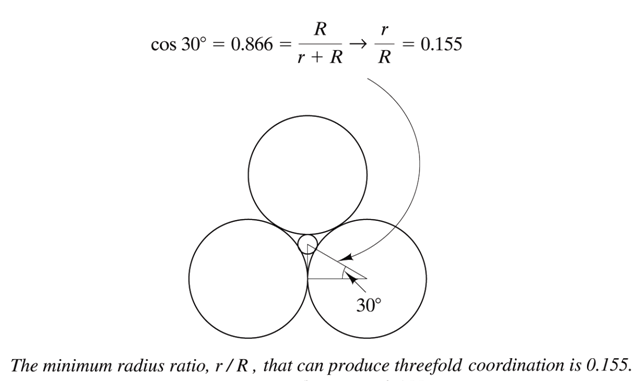 cos 30° = 0.866 = R / (r + R) → r / R = 0.155
30°
The minimum radius ratio, r / R , that can produce threefold coordination is 0.155.